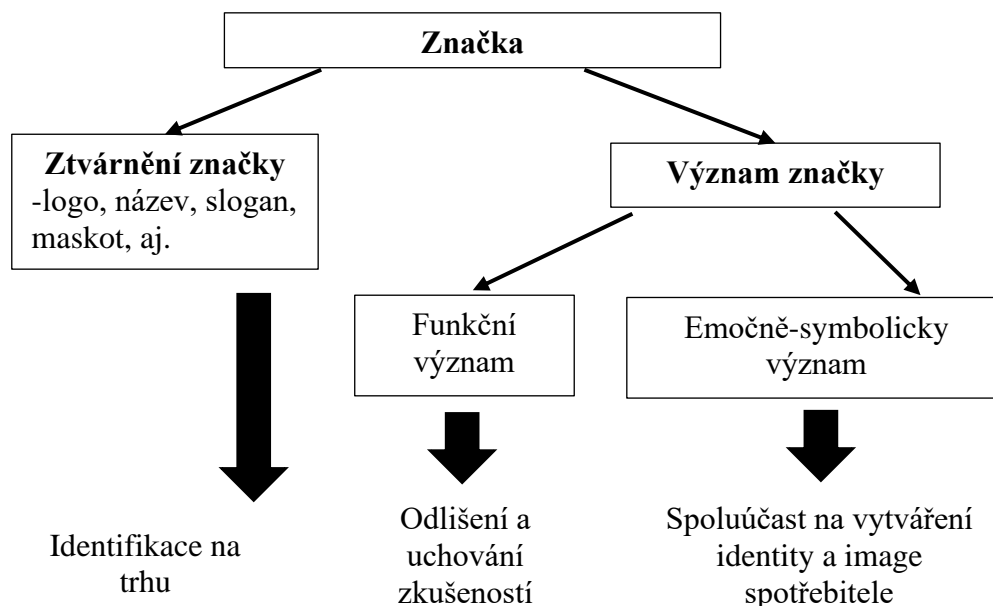 Značka
Ztvárnění značky
-logo, název, slogan,
maskot, aj.
Význam značky
Funkční
význam
Emočně-symbolicky
význam
Identifikace na
trhu
Odlišení a
uchování
zkušeností
Spoluúčast na vytváření
identity a image
spotřebitele